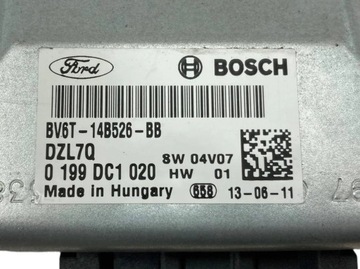 Ford BOSCH
BV6T-14B526-BB
DZL7Q
SW 04V07
0 199 DC1 020 HW 01
Made in Hungary 658 13-06-11